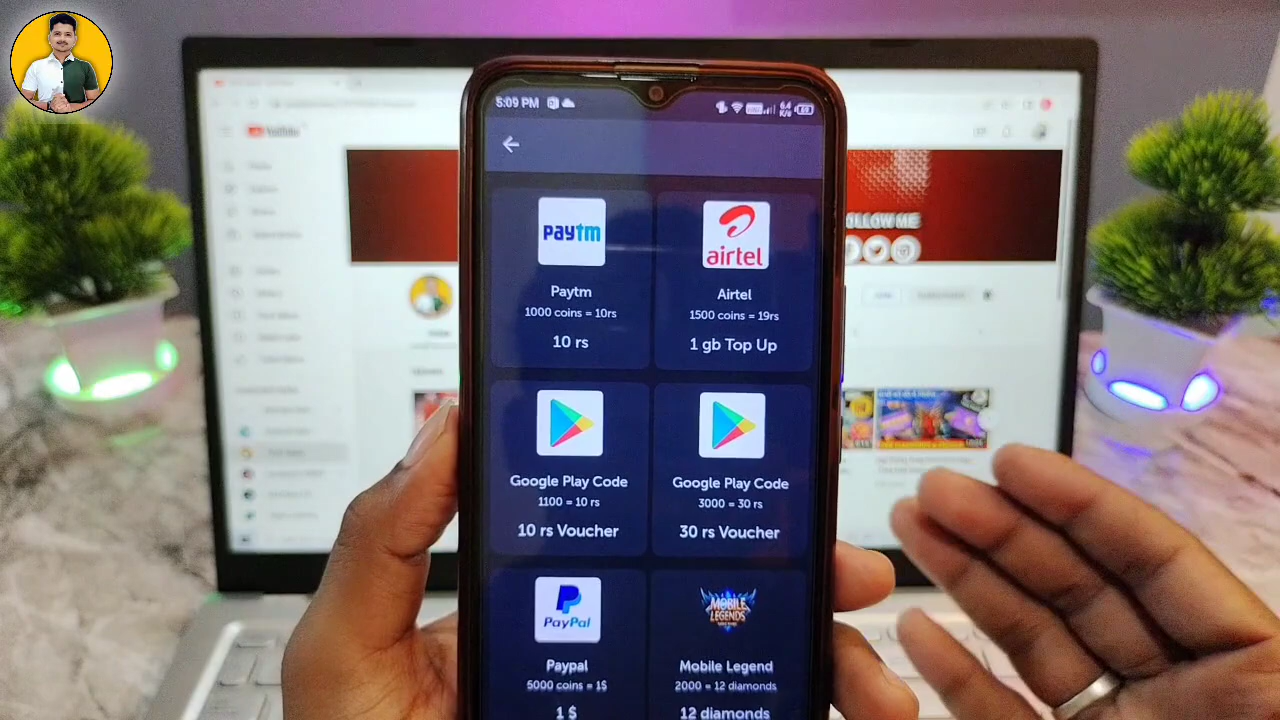 5:09 PM
YouTube
FOLLOW ME
paytm
Paytm
1000 coins = 10rs
10 rs
airtel
Airtel
1500 coins = 19rs
1 gb Top Up
Google Play Code
1100 = 10 rs
10 rs Voucher
Google Play Code
3000 = 30 rs
30 rs Voucher
PayPal
Paypal
5000 coins = 1$
1 $
MOBILE
LEGENDS
Mobile Legend
2000 = 12 diamonds
12 diamonds